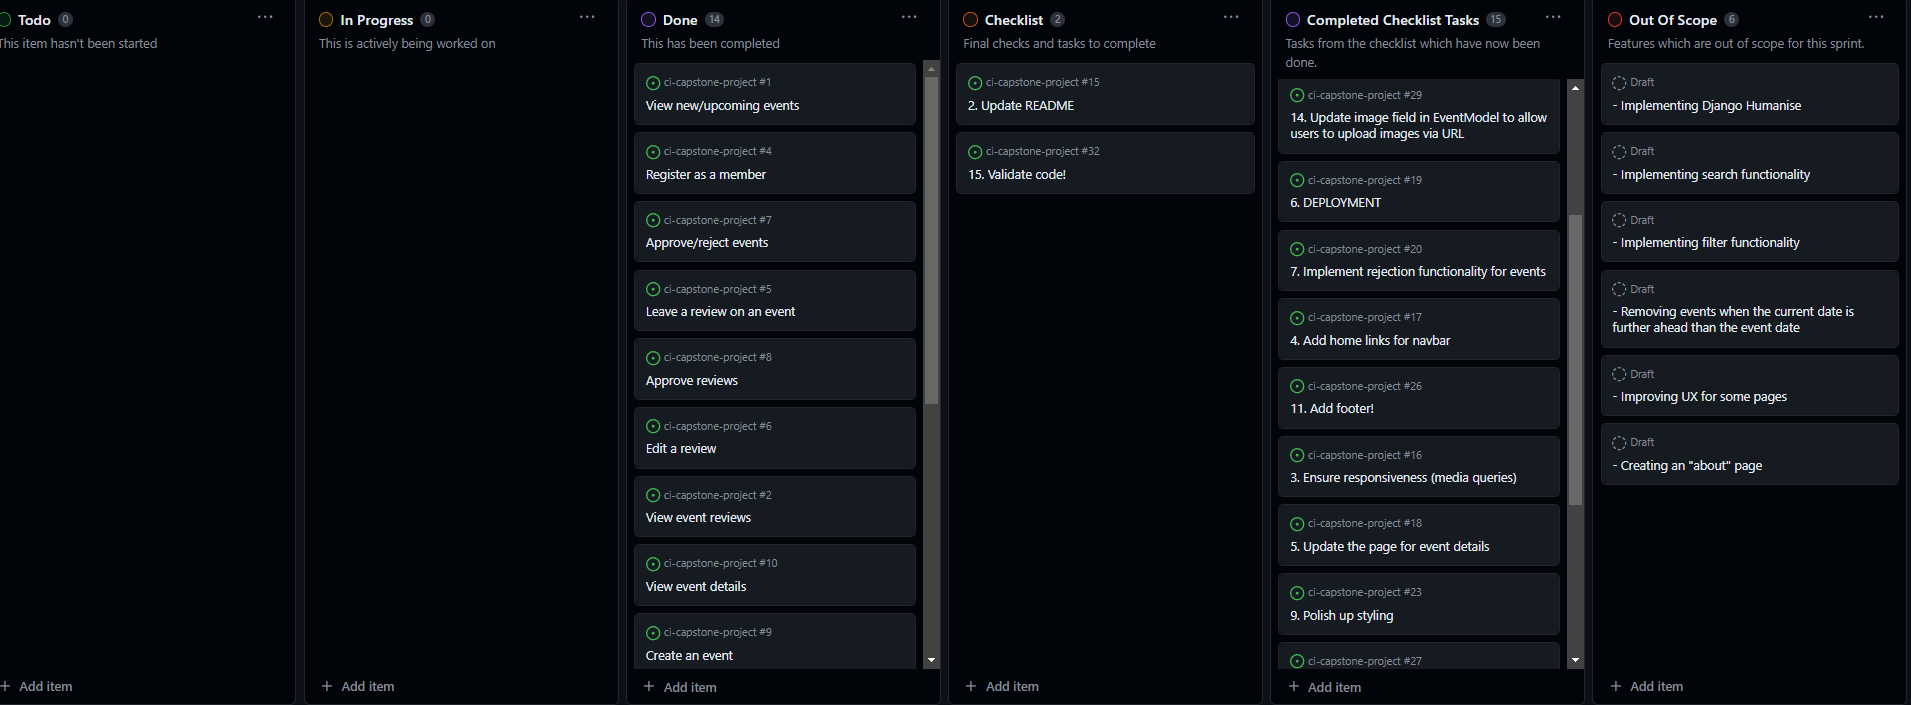 Todo 0
This item hasn't been started
Add item
In Progress 0
This is actively being worked on
Add item
Done 14
This has been completed
ci-capstone-project #1
View new/upcoming events
ci-capstone-project #4
Register as a member
ci-capstone-project #7
Approve/reject events
ci-capstone-project #5
Leave a review on an event
ci-capstone-project #8
Approve reviews
ci-capstone-project #6
Edit a review
ci-capstone-project #2
View event reviews
ci-capstone-project #10
View event details
ci-capstone-project #9
Create an event
Add item
Checklist 2
Final checks and tasks to complete
ci-capstone-project #15
2. Update README
ci-capstone-project #32
15. Validate code!
Add item
Completed Checklist Tasks 15
Tasks from the checklist which have now been
done.
ci-capstone-project #29
14. Update image field in EventModel to allow
users to upload images via URL
ci-capstone-project #19
6. DEPLOYMENT
ci-capstone-project #20
7. Implement rejection functionality for events
ci-capstone-project #17
4. Add home links for navbar
ci-capstone-project #26
11. Add footer!
ci-capstone-project #16
3. Ensure responsiveness (media queries)
ci-capstone-project #18
5. Update the page for event details
ci-capstone-project #23
9. Polish up styling
ci-capstone-project #27
Add item
Out Of Scope 6
Features which are out of scope for this sprint.
Draft
- Implementing Django Humanise
Draft
- Implementing search functionality
Draft
- Implementing filter functionality
Draft
- Removing events when the current date is
further ahead than the event date
Draft
- Improving UX for some pages
Draft
- Creating an "about" page
Add item